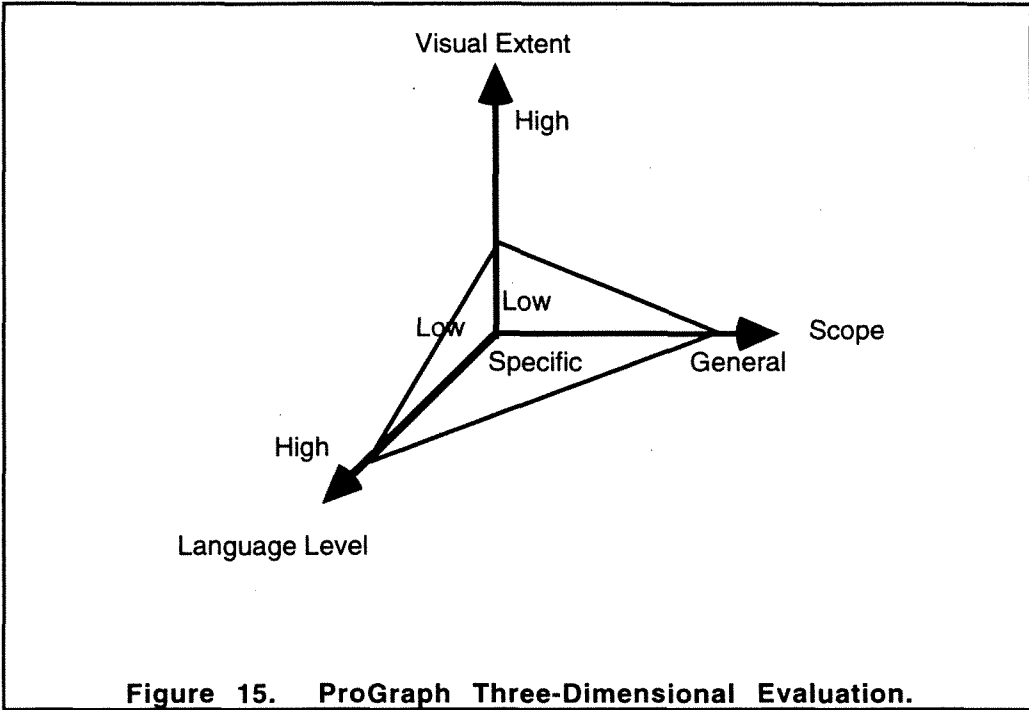 Visual Extent
High
Low
Low
Scope
Specific
General
High
Language Level
Figure 15. ProGraph Three-Dimensional Evaluation.